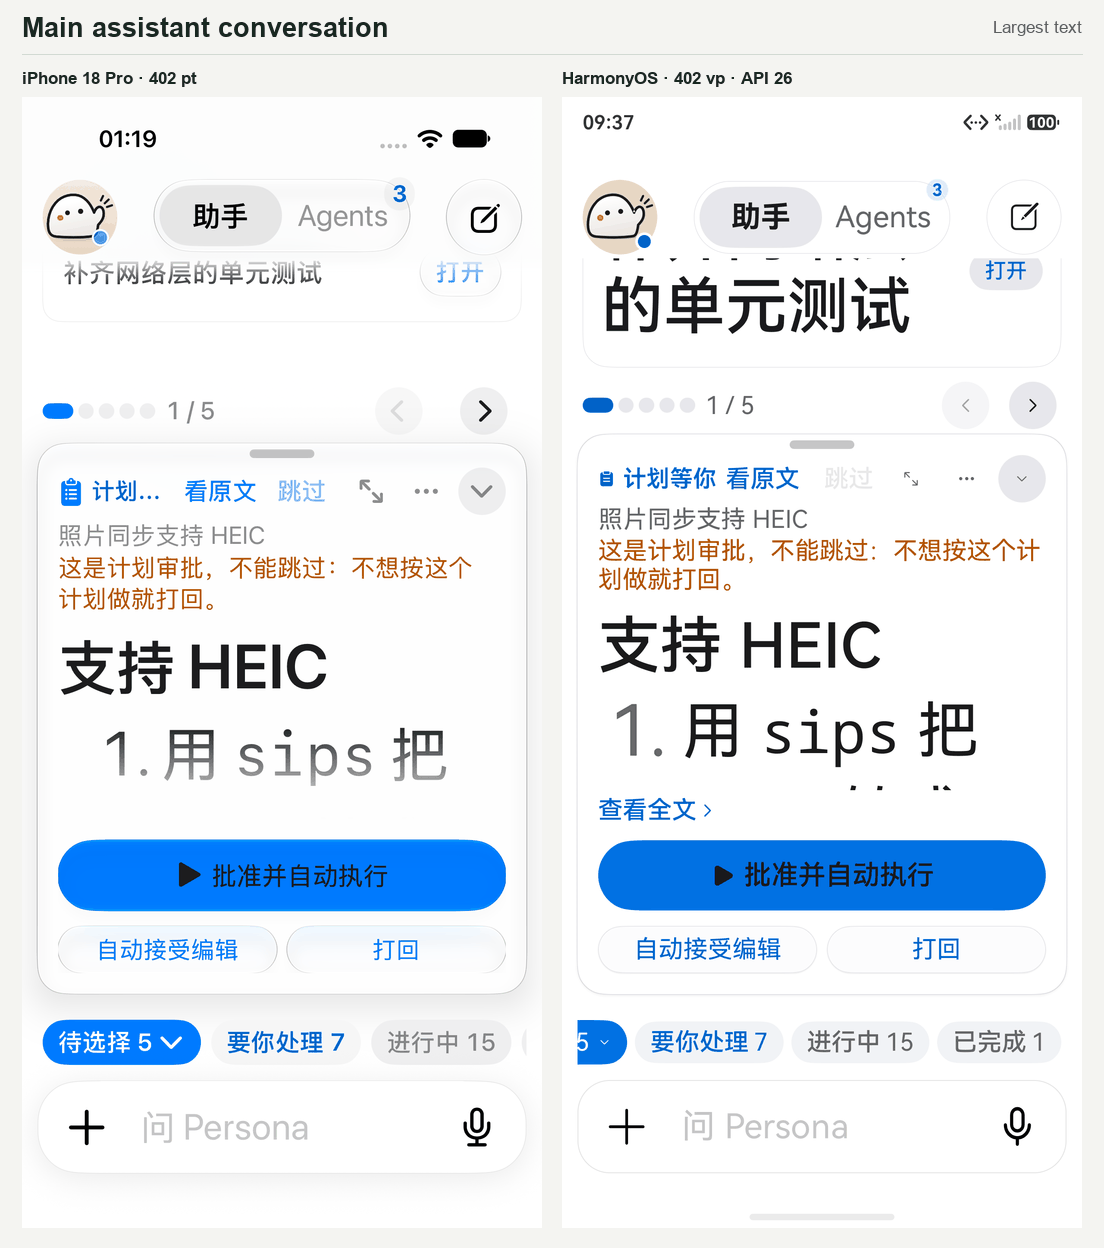 Main assistant conversation
Largest text
iPhone 18 Pro · 402 pt
01:19
助手
Agents
3
补齐网络层的单元测试
打开
1 / 5
计划...
看原文
跳过
照片同步支持 HEIC
这是计划审批，不能跳过：不想按这个
计划做就打回。
支持 HEIC
1. 用 sips 把
批准并自动执行
自动接受编辑
打回
待选择 5
要你处理 7
进行中 15
问 Persona
HarmonyOS · 402 vp · API 26
09:37
100
助手
Agents
3
的单元测试
打开
1 / 5
计划等你
看原文
跳过
照片同步支持 HEIC
这是计划审批，不能跳过：不想按这个计
划做就打回。
支持 HEIC
1. 用 sips 把
查看全文
批准并自动执行
自动接受编辑
打回
5
要你处理 7
进行中 15
已完成 1
问 Persona